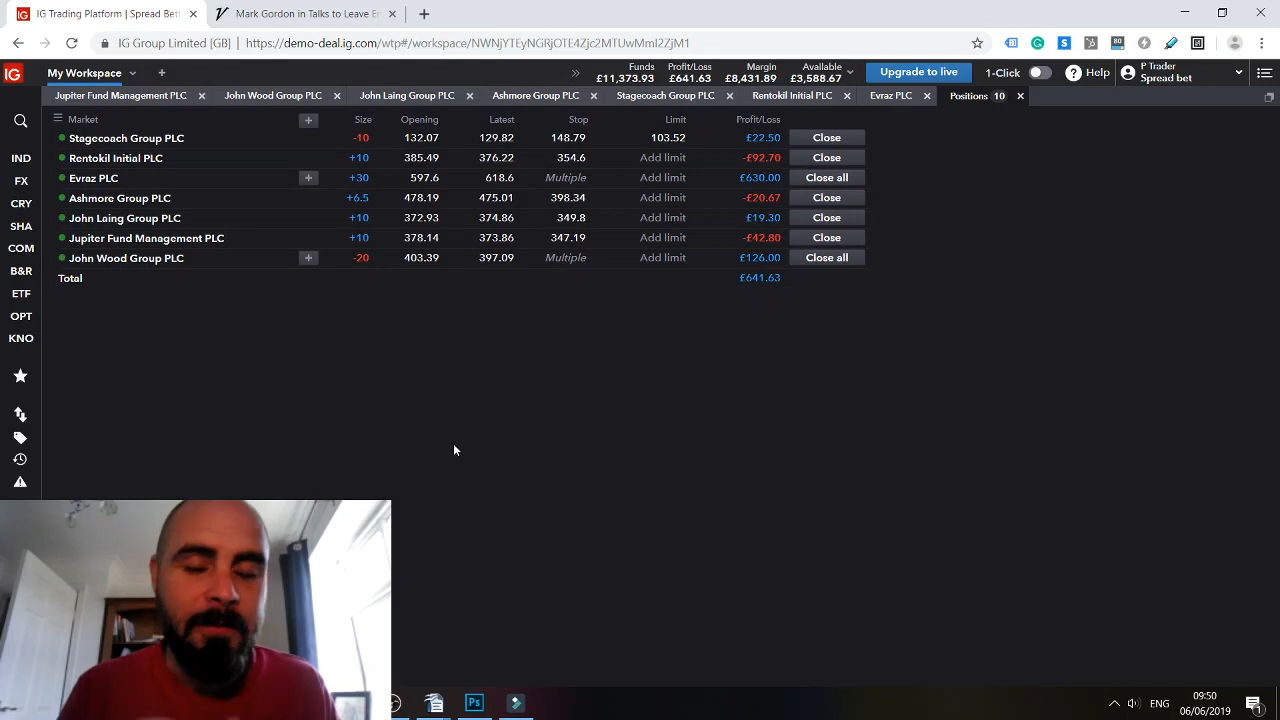 IG Trading Platform | Spread Bet
Mark Gordon in Talks to Leave Er
IG Group Limited [GB] | https://demo-deal.ig.com/wtp#/workspace/NWNjYTEyNGRjOTE4Zjc2MTUwMmI2ZjM1
IG My Workspace Funds £11,373.93 Profit/Loss £641.63 Margin £8,431.89 Available £3,588.67 Upgrade to live 1-Click Help P Trader Spread bet
Jupiter Fund Management PLC John Wood Group PLC John Laing Group PLC Ashmore Group PLC Stagecoach Group PLC Rentokil Initial PLC Evraz PLC Positions 10
Market Size Opening Latest Stop Limit Profit/Loss
Stagecoach Group PLC -10 132.07 129.82 148.79 103.52 £22.50 Close
Rentokil Initial PLC +10 385.49 376.22 354.6 Add limit -£92.70 Close
Evraz PLC +30 597.6 618.6 Multiple Add limit £630.00 Close all
Ashmore Group PLC +6.5 478.19 475.01 398.34 Add limit -£20.67 Close
John Laing Group PLC +10 372.93 374.86 349.8 Add limit £19.30 Close
Jupiter Fund Management PLC +10 378.14 373.86 347.19 Add limit -£42.80 Close
John Wood Group PLC -20 403.39 397.09 Multiple Add limit £126.00 Close all
Total £641.63
IND
FX
CRY
SHA
COM
B&R
ETF
OPT
KNO
Ps
ENG
09:50
06/06/2019